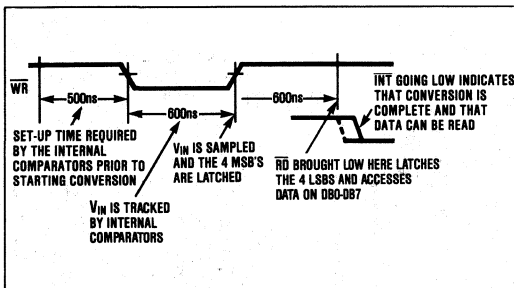 WR
500ns
600ns
600ns
INT GOING LOW INDICATES
THAT CONVERSION IS
COMPLETE AND THAT
DATA CAN BE READ
SET-UP TIME REQUIRED
BY THE INTERNAL
COMPARATORS PRIOR TO
STARTING CONVERSION
VIN IS SAMPLED
AND THE 4 MSB'S
ARE LATCHED
RD BROUGHT LOW HERE LATCHES
THE 4 LSBS AND ACCESSES
DATA ON DB0-DB7
VIN IS TRACKED
BY INTERNAL
COMPARATORS